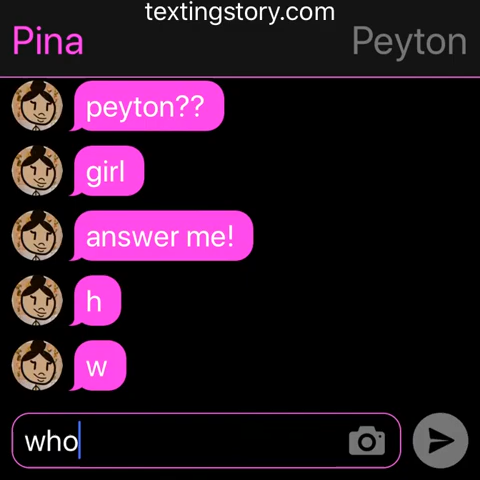 textingstory.com
Pina
Peyton
peyton??
girl
answer me!
h
w
who